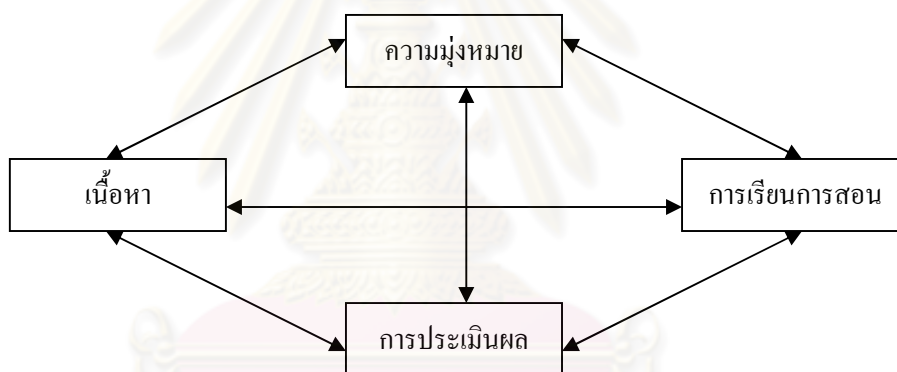 ความมุ่งหมาย
เนื้อหา
การเรียนการสอน
การประเมินผล